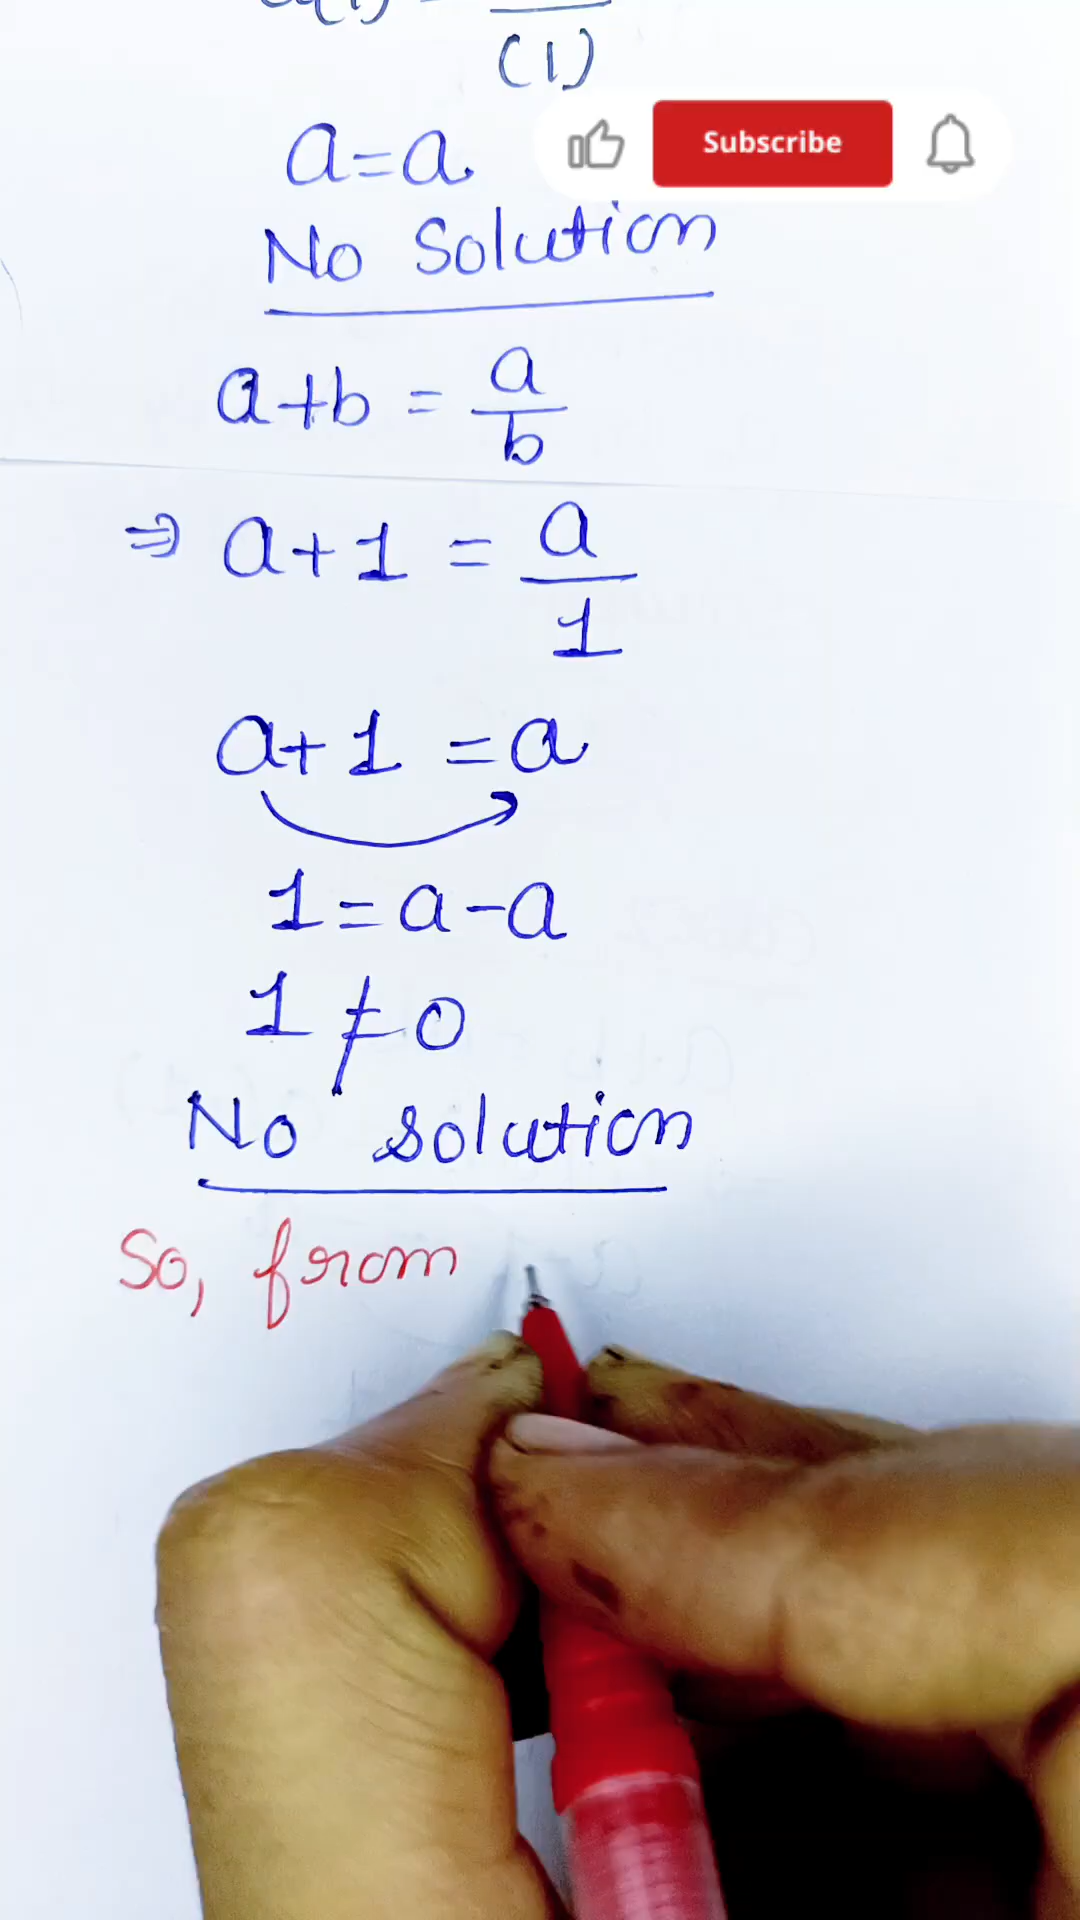 (1)
a = a.
Subscribe
No Solution
a+b = a/b
⇒ a+1 = a/1
a+1 = a
1 = a-a
1 ≠ 0
No solution
So, from